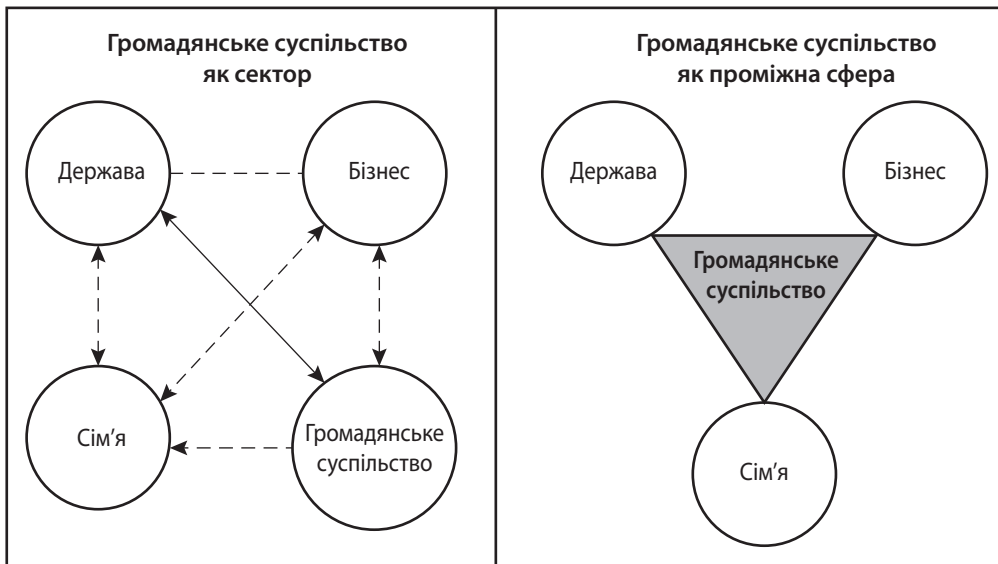 Громадянське суспільство
як сектор
Держава
Бізнес
Сім'я
Громадянське
суспільство
Громадянське суспільство
як проміжна сфера
Держава
Бізнес
Громадянське
суспільство
Сім'я